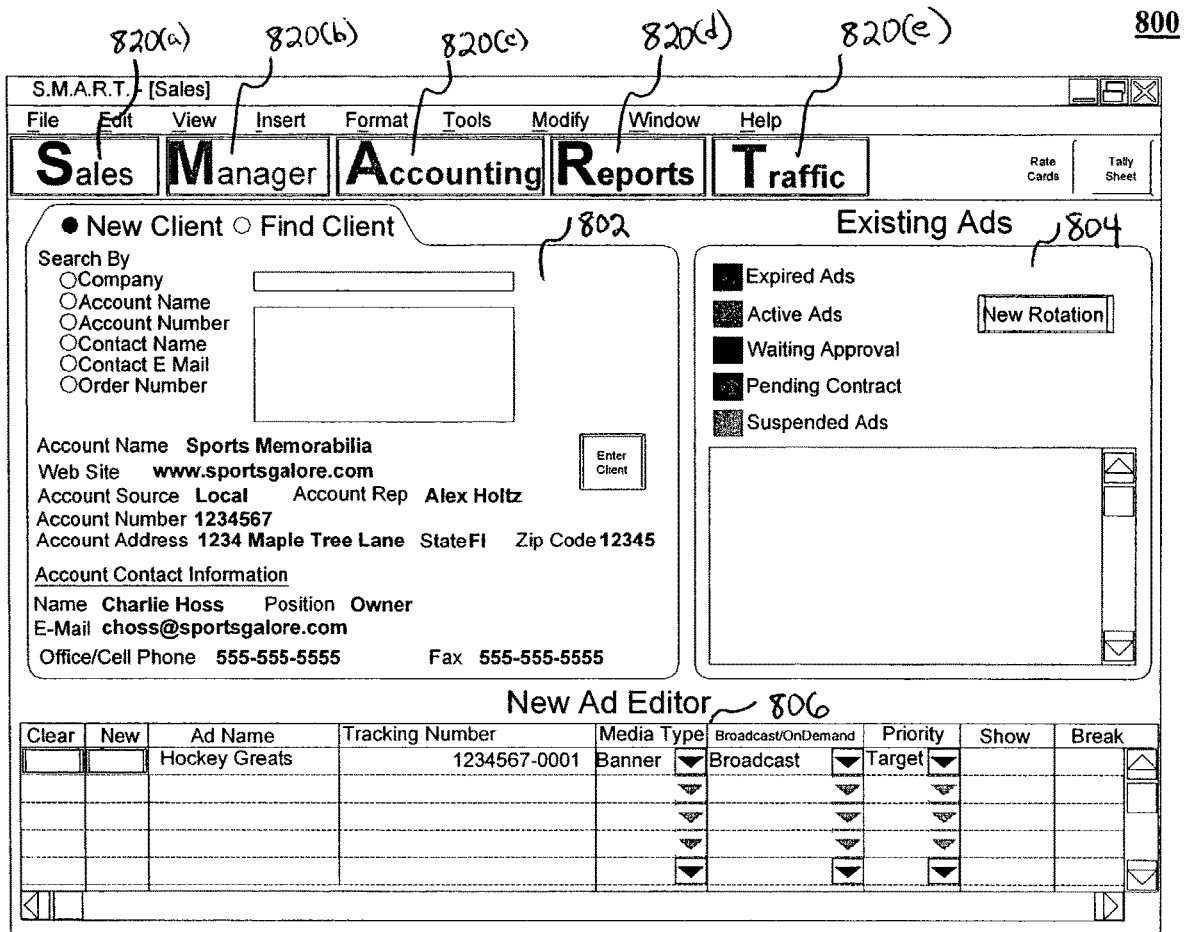 800
820(a) 820(b) 820(c) 820(d) 820(e)
S.M.A.R.T. - [Sales]
File Edit View Insert Format Tools Modify Window Help
Sales Manager Accounting Reports Traffic Rate Cards Tally Sheet
New Client Find Client 802
Existing Ads 804
Search By
Company
Account Name
Account Number
Contact Name
Contact E Mail
Order Number
Expired Ads
Active Ads
New Rotation
Waiting Approval
Pending Contract
Suspended Ads
Account Name Sports Memorabilia
Enter Client
Web Site www.sportsgalore.com
Account Source Local Account Rep Alex Holtz
Account Number 1234567
Account Address 1234 Maple Tree Lane State Fl Zip Code 12345
Account Contact Information
Name Charlie Hoss Position Owner
E-Mail choss@sportsgalore.com
Office/Cell Phone 555-555-5555 Fax 555-555-5555
New Ad Editor 806
Clear New Ad Name Tracking Number Media Type Broadcast/OnDemand Priority Show Break
Hockey Greats 1234567-0001 Banner Broadcast Target